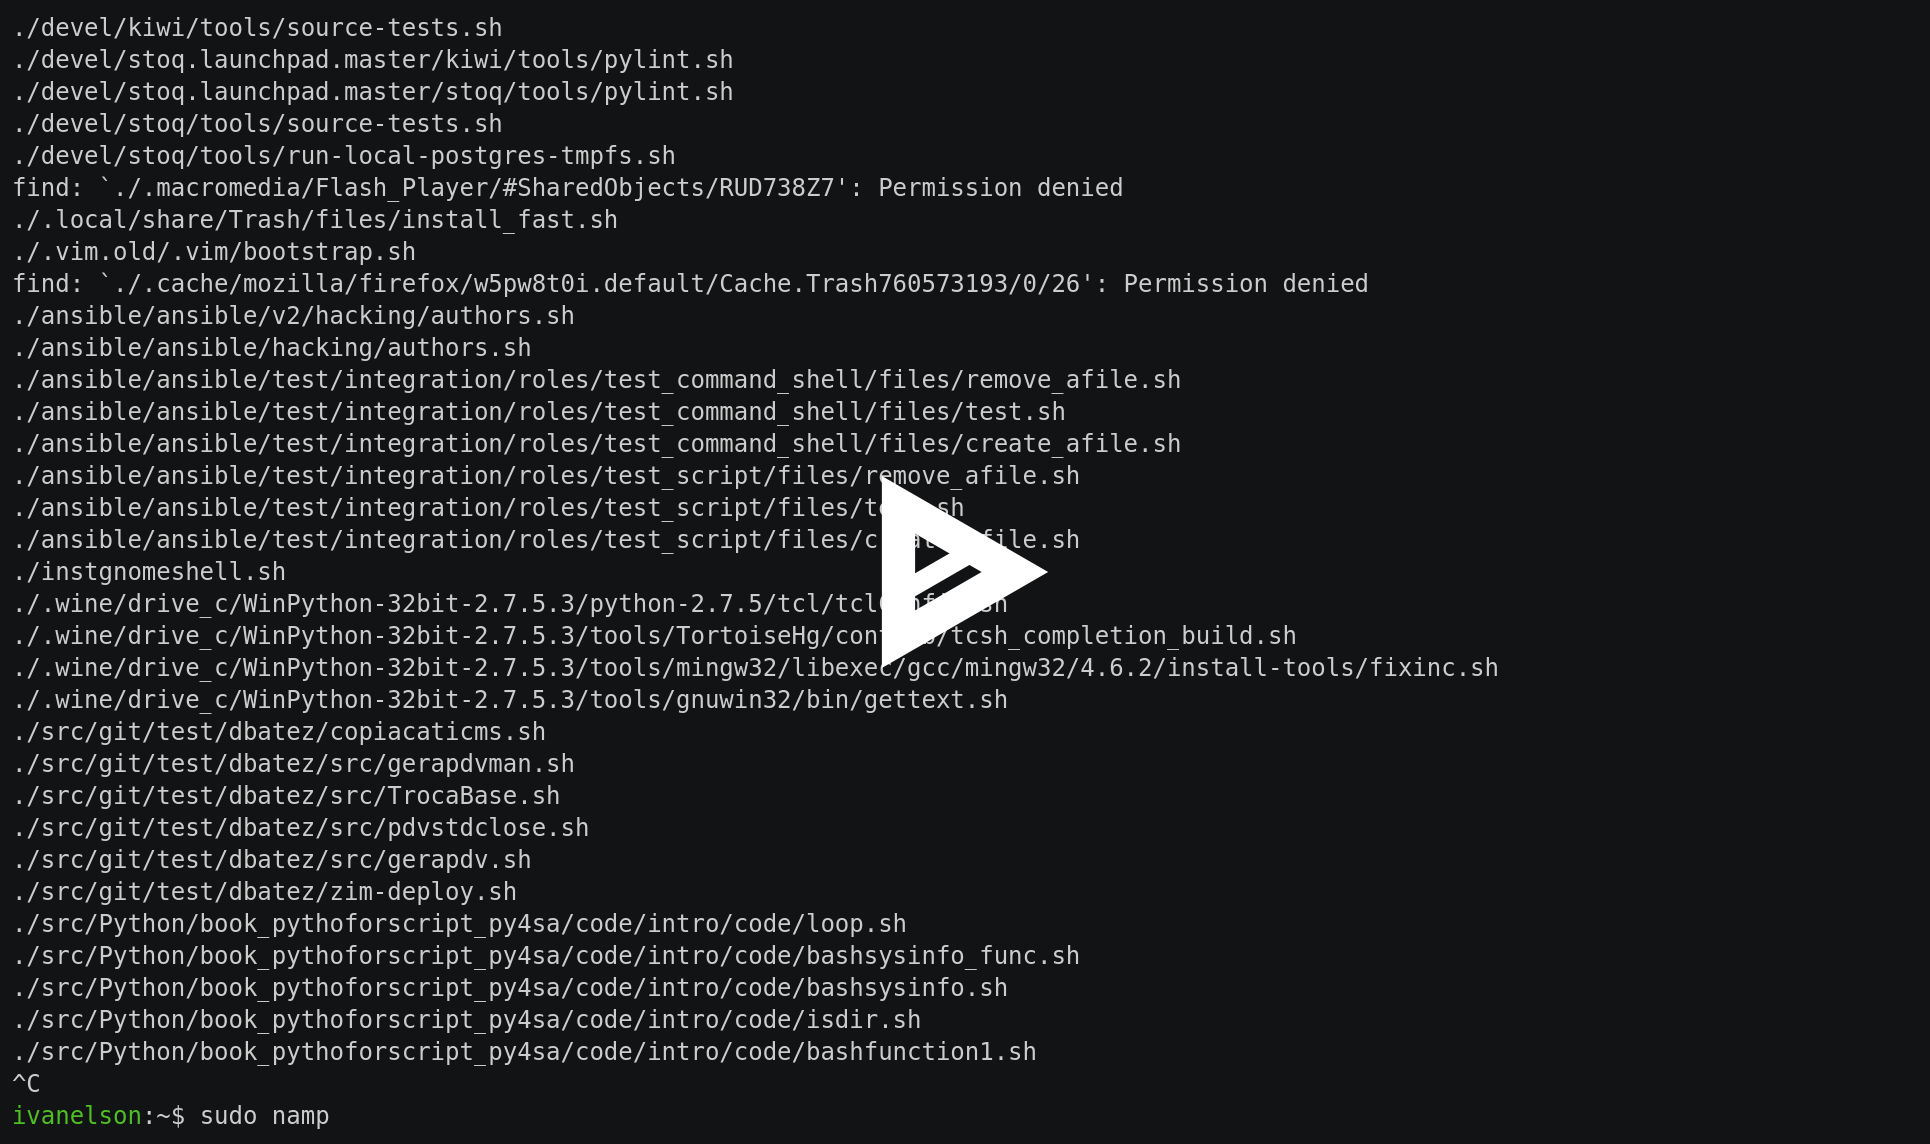 ./devel/kiwi/tools/source-tests.sh
./devel/stoq.launchpad.master/kiwi/tools/pylint.sh
./devel/stoq.launchpad.master/stoq/tools/pylint.sh
./devel/stoq/tools/source-tests.sh
./devel/stoq/tools/run-local-postgres-tmpfs.sh
find: `./.macromedia/Flash_Player/#SharedObjects/RUD738Z7': Permission denied
./.local/share/Trash/files/install_fast.sh
./.vim.old/.vim/bootstrap.sh
find: `./.cache/mozilla/firefox/w5pw8t0i.default/Cache.Trash760573193/0/26': Permission denied
./ansible/ansible/v2/hacking/authors.sh
./ansible/ansible/hacking/authors.sh
./ansible/ansible/test/integration/roles/test_command_shell/files/remove_afile.sh
./ansible/ansible/test/integration/roles/test_command_shell/files/test.sh
./ansible/ansible/test/integration/roles/test_command_shell/files/create_afile.sh
./ansible/ansible/test/integration/roles/test_script/files/remove_afile.sh
./ansible/ansible/test/integration/roles/test_script/files/
./ansible/ansible/test/integration/roles/test_script/files/
./instgnomeshell.sh
./.wine/drive_c/WinPython-32bit-2.7.5.3/python-2.7.5/tcl/
./.wine/drive_c/WinPython-32bit-2.7.5.3/tools/TortoiseHg/ /tcsh_completion_build.sh
./.wine/drive_c/WinPython-32bit-2.7.5.3/tools/mingw32/libexec/gcc/mingw32/4.6.2/install-tools/fixinc.sh
./.wine/drive_c/WinPython-32bit-2.7.5.3/tools/gnuwin32/bin/gettext.sh
./src/git/test/dbatez/copiacaticms.sh
./src/git/test/dbatez/src/gerapdvman.sh
./src/git/test/dbatez/src/TrocaBase.sh
./src/git/test/dbatez/src/pdvstdclose.sh
./src/git/test/dbatez/src/gerapdv.sh
./src/git/test/dbatez/zim-deploy.sh
./src/Python/book_pythoforscript_py4sa/code/intro/code/loop.sh
./src/Python/book_pythoforscript_py4sa/code/intro/code/bashsysinfo_func.sh
./src/Python/book_pythoforscript_py4sa/code/intro/code/bashsysinfo.sh
./src/Python/book_pythoforscript_py4sa/code/intro/code/isdir.sh
./src/Python/book_pythoforscript_py4sa/code/intro/code/bashfunction1.sh
^C
ivanelson:~$ sudo namp